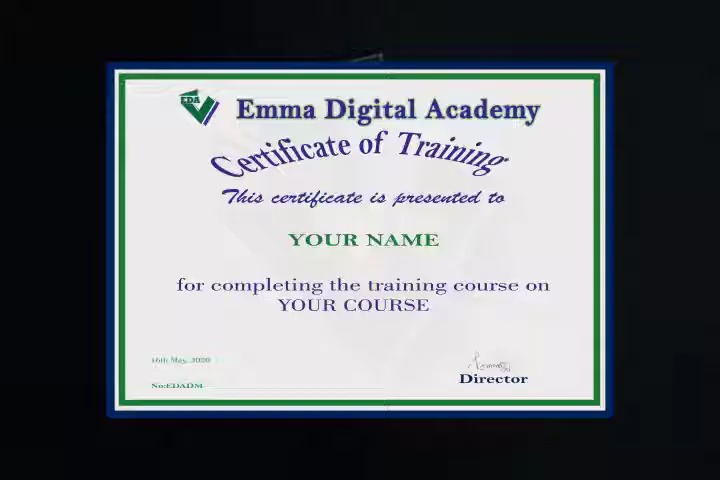 EDA
Emma Digital Academy
Certificate of Training
This certificate is presented to
YOUR NAME
for completing the training course on
YOUR COURSE
16th May, 2020
No:EDADM
Director